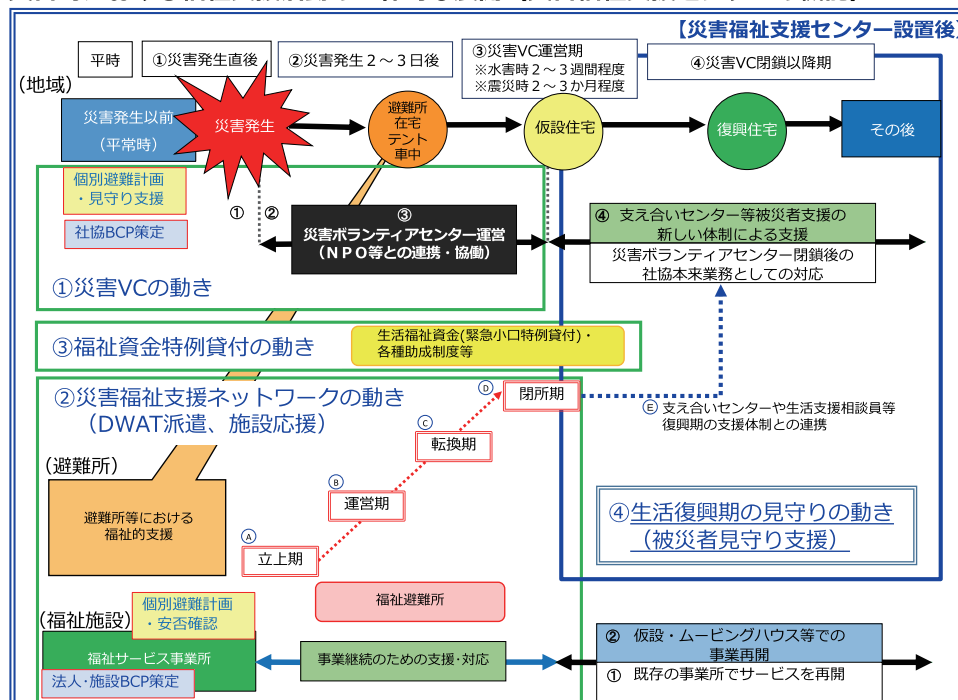 【災害福祉支援センター設置後】
平時
①災害発生直後
②災害発生２～３日後
③災害VC運営期
※水害時２～３週間程度
※震災時２～３か月程度
④災害VC閉鎖以降期
(地域)
災害発生以前
(平常時)
災害発生
避難所
在宅
テント
車中
仮設住宅
復興住宅
その後
個別避難計画
・見守り支援
社協BCP策定
①
②
③
災害ボランティアセンター運営
(ＮＰＯ等との連携・協働)
④ 支え合いセンター等被災者支援の
新しい体制による支援
災害ボランティアセンター閉鎖後の
社協本来業務としての対応
①災害VCの動き
③福祉資金特例貸付の動き
生活福祉資金(緊急小口特例貸付)・
各種助成制度等
②災害福祉支援ネットワークの動き
(DWAT派遣、施設応援)
Ⓓ
閉所期
Ⓒ
転換期
Ⓑ
運営期
Ⓐ
立上期
Ⓔ 支え合いセンターや生活支援相談員等
復興期の支援体制との連携
(避難所)
避難所等における
福祉的支援
④生活復興期の見守りの動き
(被災者見守り支援)
福祉避難所
(福祉施設)
個別避難計画
・安否確認
福祉サービス事業所
法人・施設BCP策定
事業継続のための支援・対応
② 仮設・ムービングハウス等での
事業再開
① 既存の事業所でサービスを再開